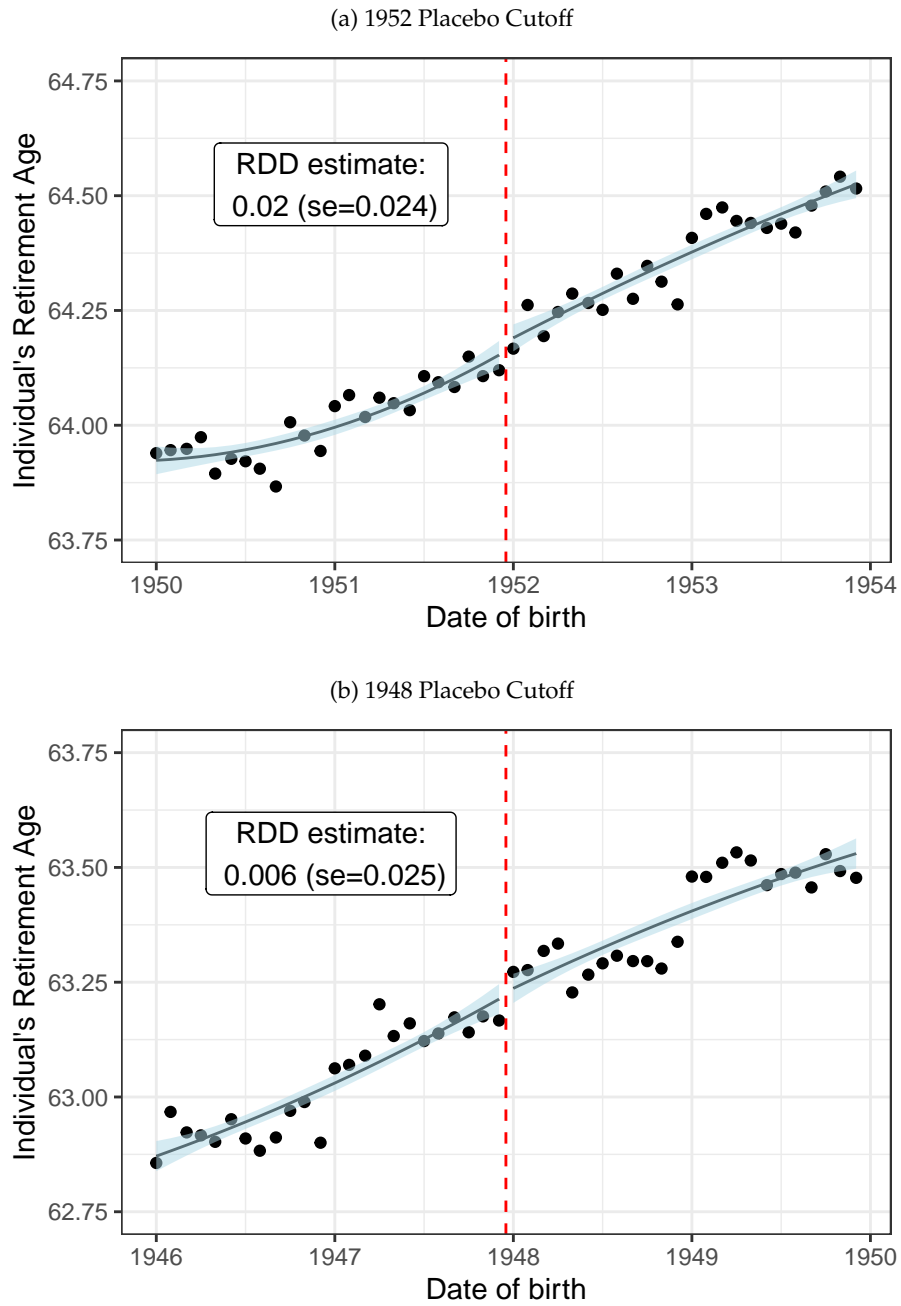 (a) 1952 Placebo Cutoff
64.75
64.50
64.25
64.00
63.75
Individual's Retirement Age
RDD estimate:
0.02 (se=0.024)
1950
1951
1952
1953
1954
Date of birth
(b) 1948 Placebo Cutoff
63.75
63.50
63.25
63.00
62.75
Individual's Retirement Age
RDD estimate:
0.006 (se=0.025)
1946
1947
1948
1949
1950
Date of birth